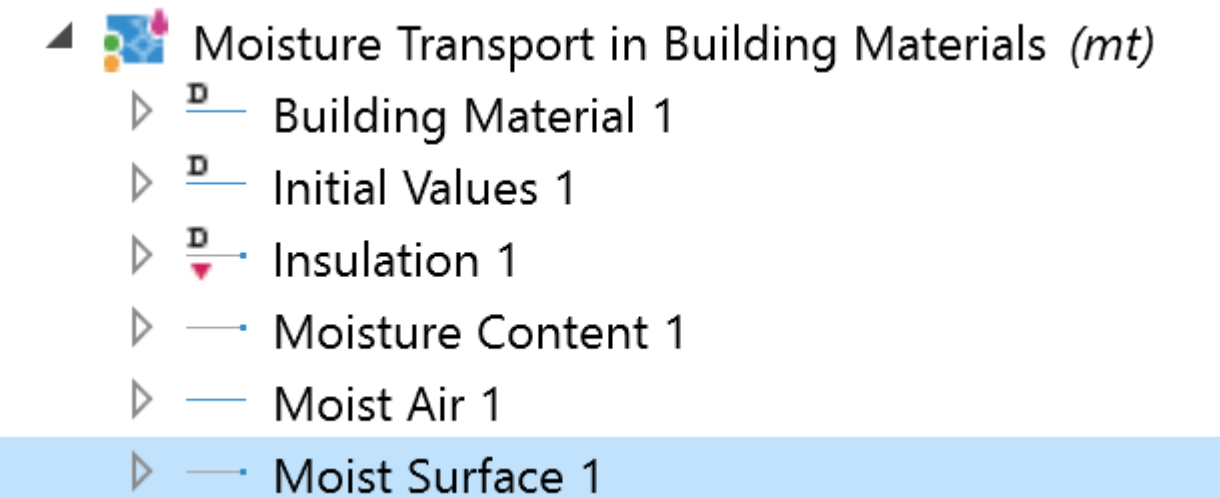 Moisture Transport in Building Materials (mt)
D Building Material 1
D Initial Values 1
D Insulation 1
Moisture Content 1
Moist Air 1
Moist Surface 1